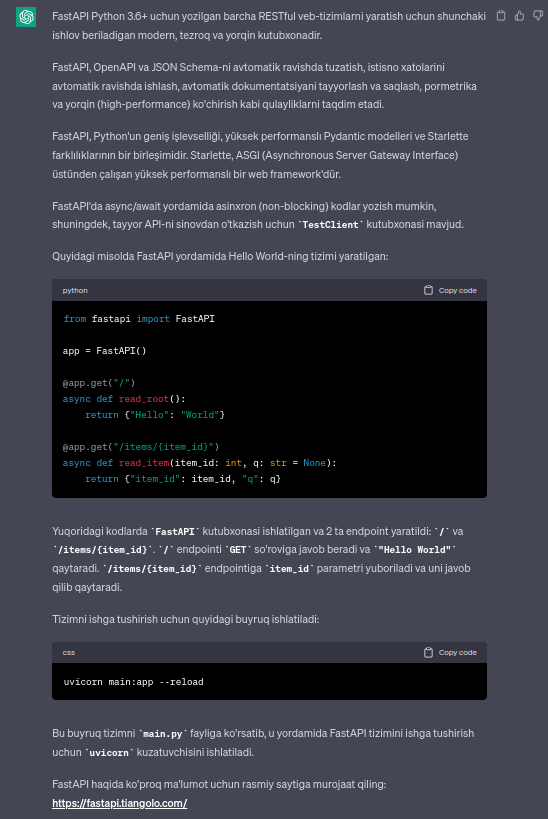 FastAPI Python 3.6+ uchun yozilgan barcha RESTful veb-tizimlarni yaratish uchun shunchaki
ishlov beriladigan modern, tezroq va yorqin kutubxonadir.
FastAPI, OpenAPI va JSON Schema-ni avtomatik ravishda tuzatish, istisno xatolarini
avtomatik ravishda ishlash, avtomatik dokumentatsiyani tayyorlash va saqlash, pormetrika
va yorqin (high-performance) ko'chirish kabi qulayliklarni taqdim etadi.
FastAPI, Python'un geniş işlevselliği, yüksek performanslı Pydantic modelleri ve Starlette
farklılıklarının bir birleşimidir. Starlette, ASGI (Asynchronous Server Gateway Interface)
üstünden çalışan yüksek performanslı bir web framework'dür.
FastAPI'da async/await yordamida asinxron (non-blocking) kodlar yozish mumkin,
shuningdek, tayyor API-ni sinovdan o'tkazish uchun `TestClient` kutubxonasi mavjud.
Quyidagi misolda FastAPI yordamida Hello World-ning tizimi yaratilgan:
python Copy code
from fastapi import FastAPI
app = FastAPI()
@app.get("/")
async def read_root():
    return {"Hello": "World"}
@app.get("/items/{item_id}")
async def read_item(item_id: int, q: str = None):
    return {"item_id": item_id, "q": q}
Yuqoridagi kodlarda `FastAPI` kutubxonasi ishlatilgan va 2 ta endpoint yaratildi: `/` va
`/items/{item_id}`. `/` endpointi `GET` so'roviga javob beradi va `"Hello World"`
qaytaradi. `/items/{item_id}` endpointiga `item_id` parametri yuboriladi va uni javob
qilib qaytaradi.
Tizimni ishga tushirish uchun quyidagi buyruq ishlatiladi:
css Copy code
uvicorn main:app --reload
Bu buyruq tizimni `main.py` fayliga ko'rsatib, u yordamida FastAPI tizimini ishga tushirish
uchun `uvicorn` kuzatuvchisini ishlatiladi.
FastAPI haqida ko'proq ma'lumot uchun rasmiy saytiga murojaat qiling:
https://fastapi.tiangolo.com/